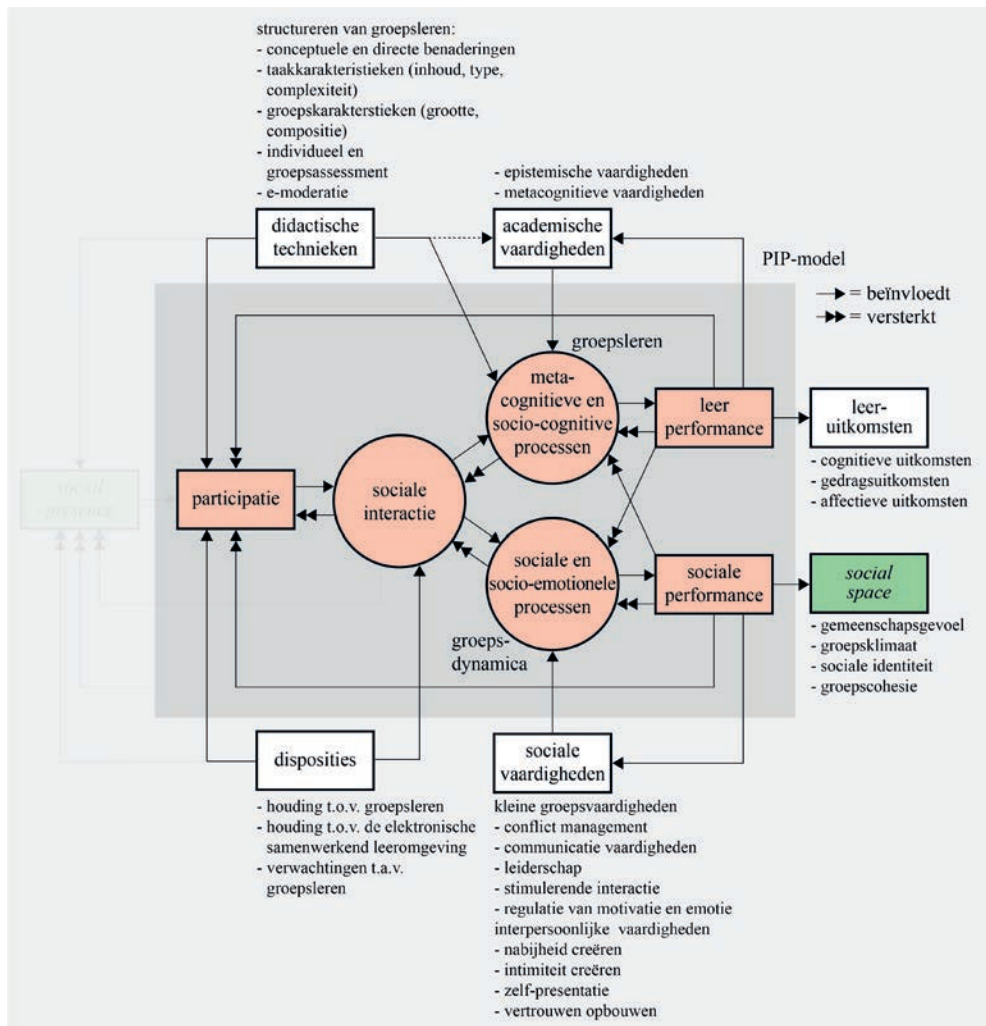 structureren van groepsleren:
- conceptuele en directe benaderingen
- taakkarakteristieken (inhoud, type,
complexiteit)
- groepskarakterstieken (grootte,
compositie)
- individueel en
groepsassessment
- e-moderatie
- epistemische vaardigheden
- metacognitieve vaardigheden
didactische
technieken
academische
vaardigheden
PIP-model
= beïnvloedt
= versterkt
groepsleren
meta-
cognitieve en
socio-cognitive
processen
leer
performance
leer-
uitkomsten
- cognitieve uitkomsten
- gedragsuitkomsten
- affectieve uitkomsten
social
presence
participatie
sociale
interactie
sociale en
socio-emotionele
processen
sociale
performance
social
space
- gemeenschapsgevoel
- groepsklimaat
- sociale identiteit
- groepscohesie
groeps-
dynamica
disposities
- houding t.o.v. groepsleren
- houding t.o.v. de elektronische
samenwerkend leeromgeving
- verwachtingen t.a.v.
groepsleren
sociale
vaardigheden
kleine groepsvaardigheden
- conflict management
- communicatie vaardigheden
- leiderschap
- stimulerende interactie
- regulatie van motivatie en emotie
interpersoonlijke vaardigheden
- nabijheid creëren
- intimiteit creëren
- zelf-presentatie
- vertrouwen opbouwen